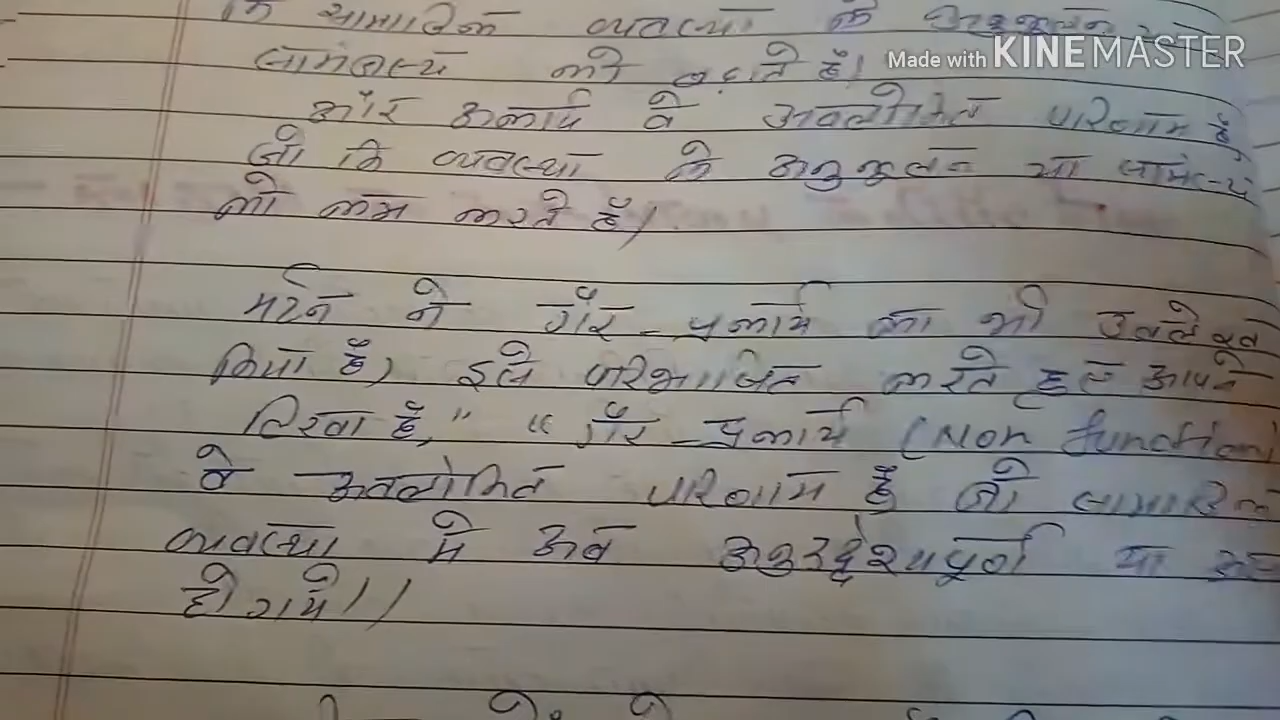 कि सामाजिक व्यवस्था के अनुकूलन या
सामंजस्य को बढ़ाते हैं।
Made with KINEMASTER
और अकार्य वे अवलोकित परिणाम हैं
जो कि व्यवस्था के अनुकूलन या सामंजस्य
को कम करते हैं।
मर्टन ने गैर-प्रकार्य का भी उल्लेख
किया है, इसे परिभाषित करते हुए आपने
लिखा है," "गैर-प्रकार्य (Non function)
वे अवलोकित परिणाम हैं जो सामाजिक
व्यवस्था में अब अनुउद्देश्यपूर्ण या
हो गये।।